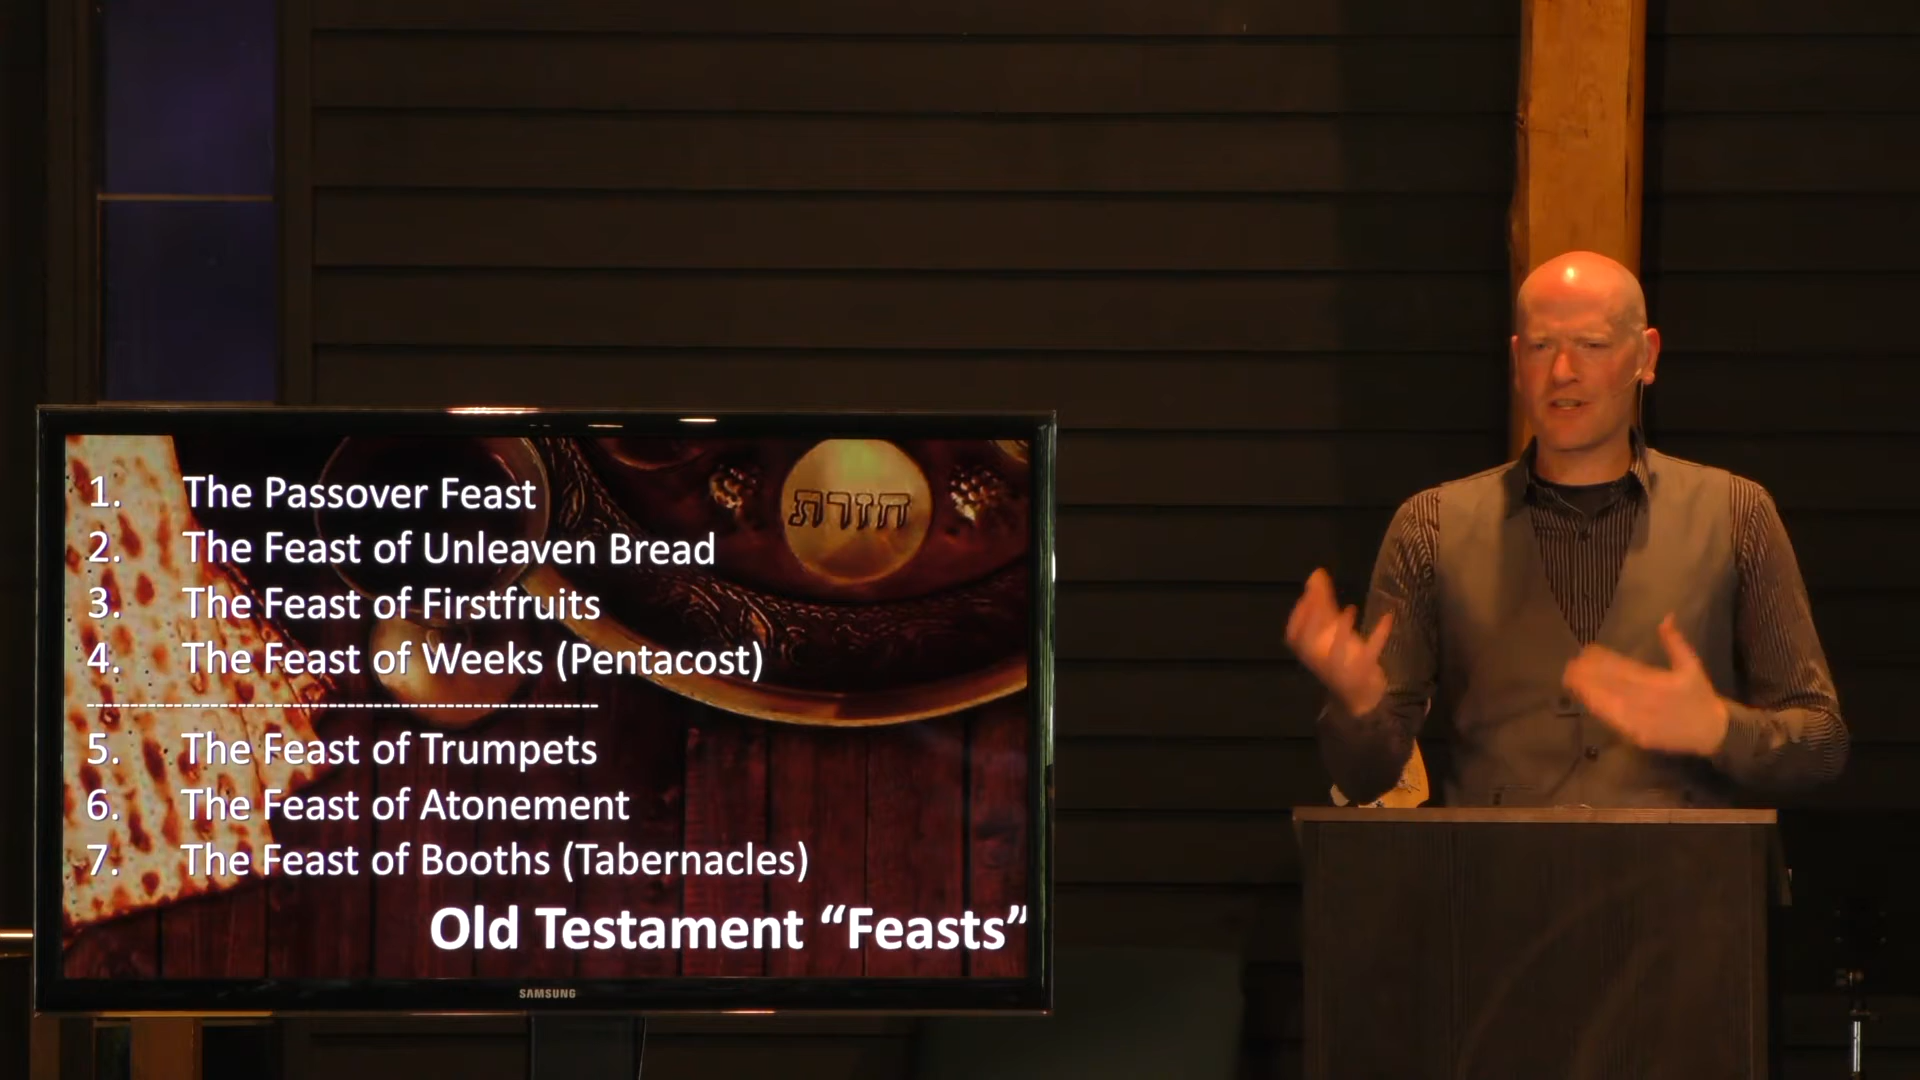 חזרת
1. The Passover Feast
2. The Feast of Unleaven Bread
3. The Feast of Firstfruits
4. The Feast of Weeks (Pentacost)
------------------------------------------------------------
5. The Feast of Trumpets
6. The Feast of Atonement
7. The Feast of Booths (Tabernacles)
Old Testament “Feasts”
SAMSUNG